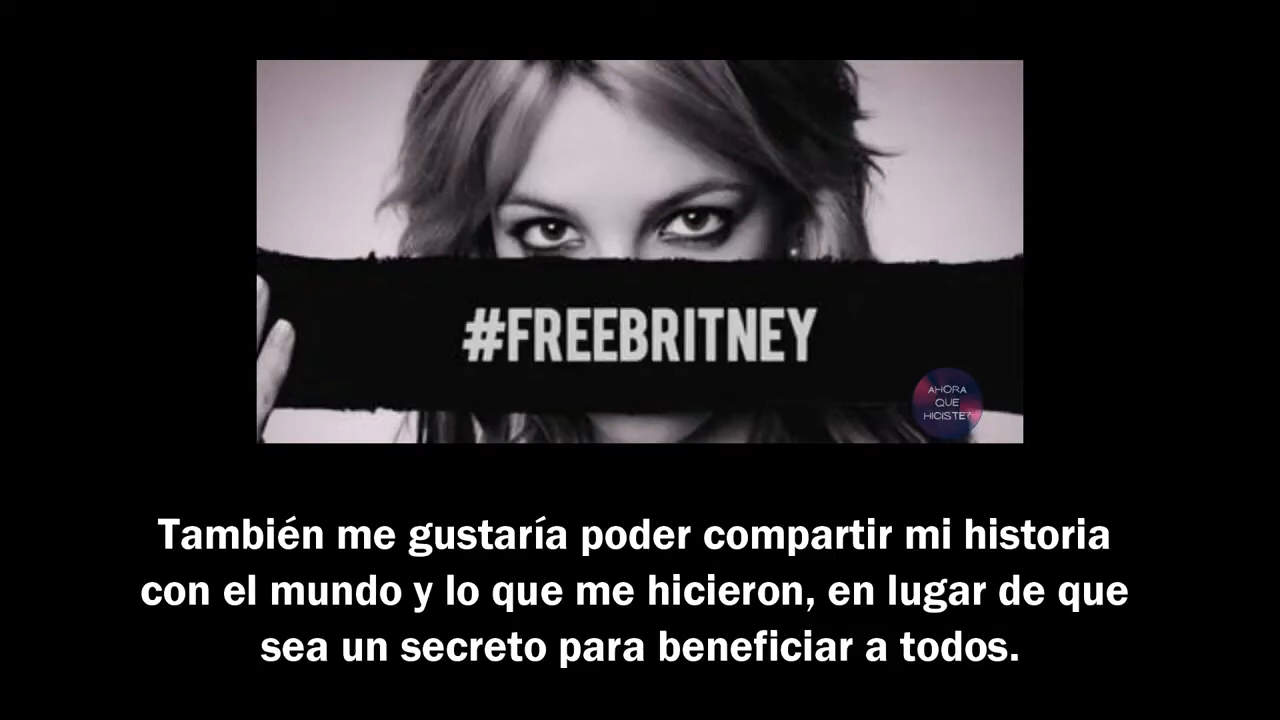 #FREEBRITNEY
AHORA
QUE
HICISTE?
También me gustaría poder compartir mi historia
con el mundo y lo que me hicieron, en lugar de que
sea un secreto para beneficiar a todos.